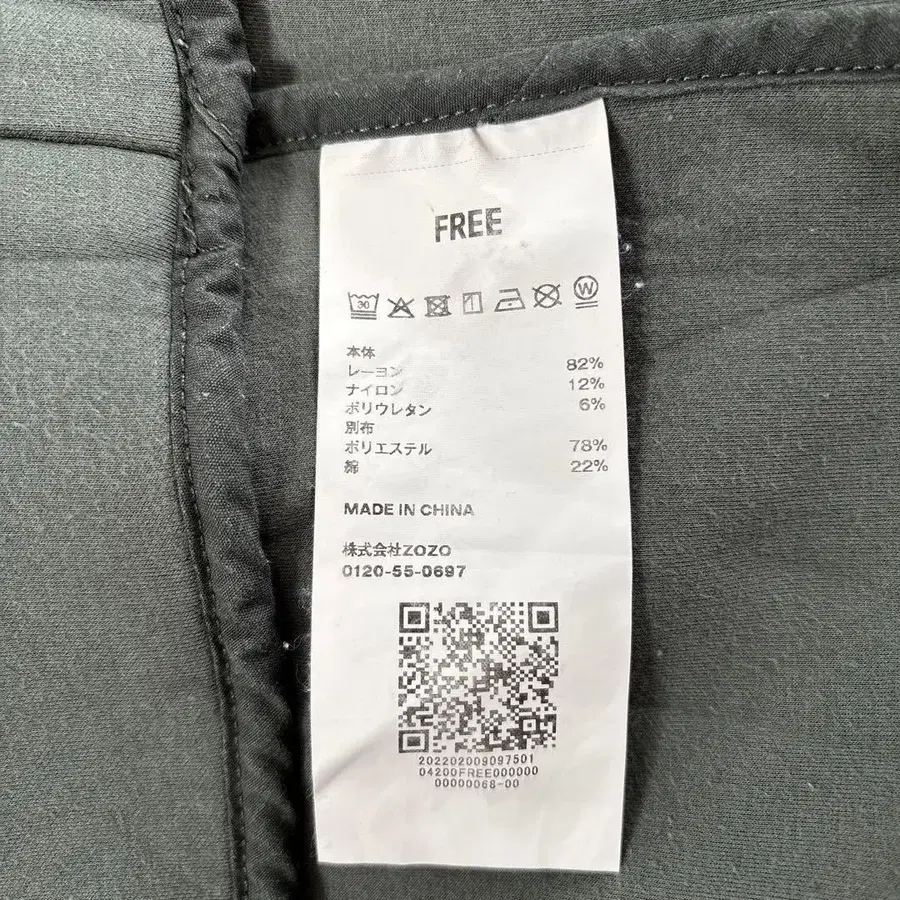 FREE
30 W
本体
レーヨン 82%
ナイロン 12%
ポリウレタン 6%
別布
ポリエステル 78%
綿 22%
MADE IN CHINA
株式会社ZOZO
0120-55-0697
202202009097501
04200FREE000000
00000068-00